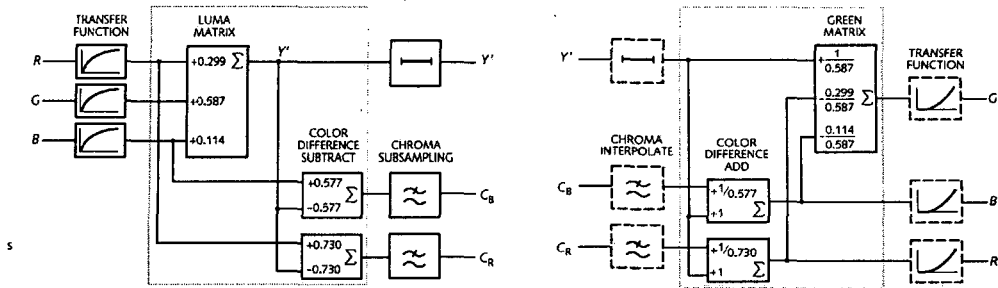 TRANSFER
FUNCTION
LUMA
MATRIX
R
G
B
+0.299 Σ
+0.587
+0.114
Y'
Y'
COLOR
DIFFERENCE
SUBTRACT
CHROMA
SUBSAMPLING
+0.577
-0.577
Σ
CB
+0.730
-0.730
Σ
CR
s
GREEN
MATRIX
Y'
+1/0.587
-0.299/0.587
-0.114/0.587
Σ
TRANSFER
FUNCTION
G
CHROMA
INTERPOLATE
COLOR
DIFFERENCE
ADD
CB
+1/0.577
+1
Σ
B
CR
+1/0.730
+1
Σ
R